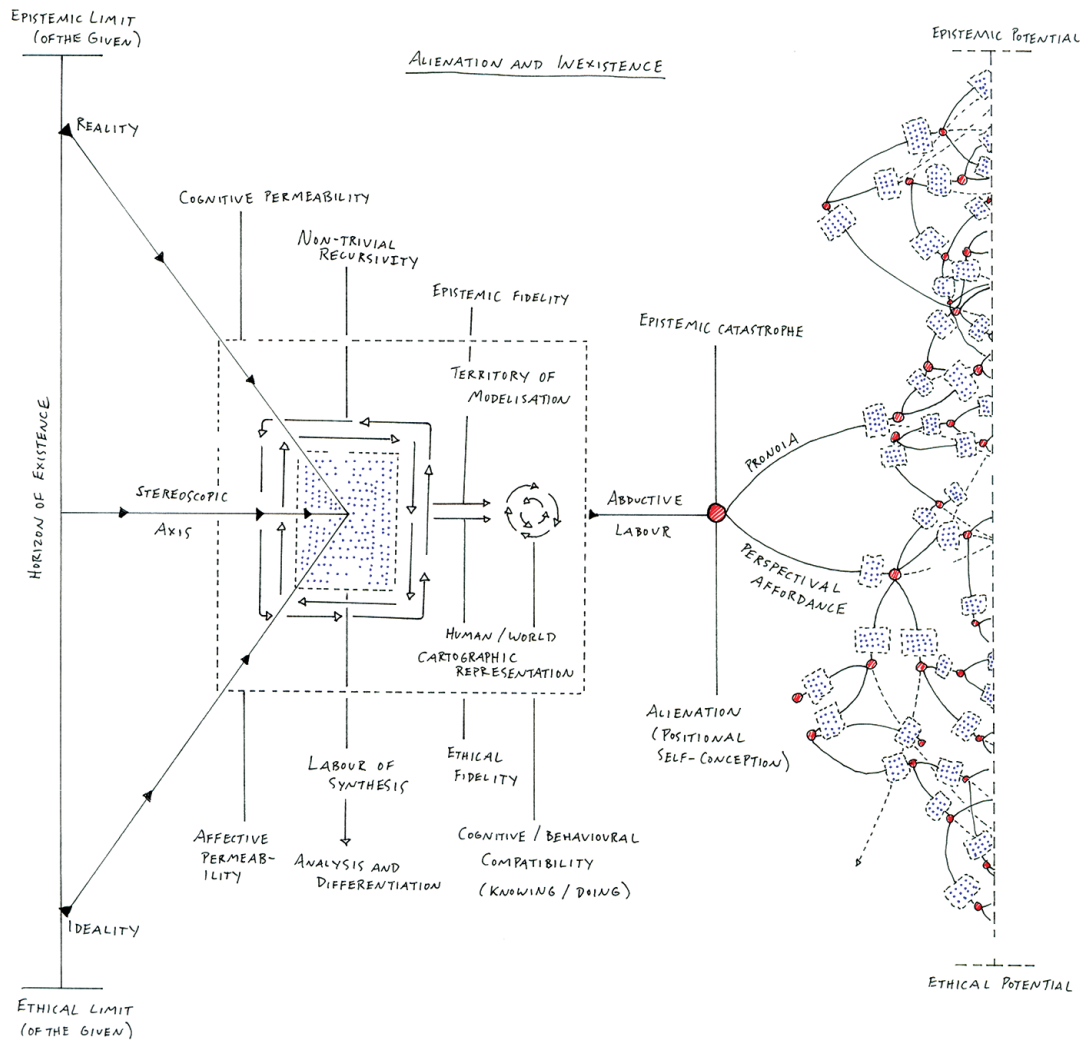 EPISTEMIC LIMIT
(OF THE GIVEN)
EPISTEMIC POTENTIAL
ALIENATION AND INEXISTENCE
REALITY
COGNITIVE PERMEABILITY
NON-TRIVIAL
RECURSIVITY
EPISTEMIC FIDELITY
EPISTEMIC CATASTROPHE
TERRITORY OF
MODELISATION
HORIZON OF EXISTENCE
STEREOSCOPIC
AXIS
ABDUCTIVE
LABOUR
PRONOIA
PERSPECTIVAL
AFFORDANCE
HUMAN / WORLD
CARTOGRAPHIC
REPRESENTATION
ALIENATION
(POSITIONAL
SELF-CONCEPTION)
LABOUR OF
SYNTHESIS
ETHICAL
FIDELITY
AFFECTIVE
PERMEAB-
ILITY
ANALYSIS AND
DIFFERENTIATION
COGNITIVE / BEHAVIOURAL
COMPATIBILITY
(KNOWING / DOING)
IDEALITY
ETHICAL POTENTIAL
ETHICAL LIMIT
(OF THE GIVEN)